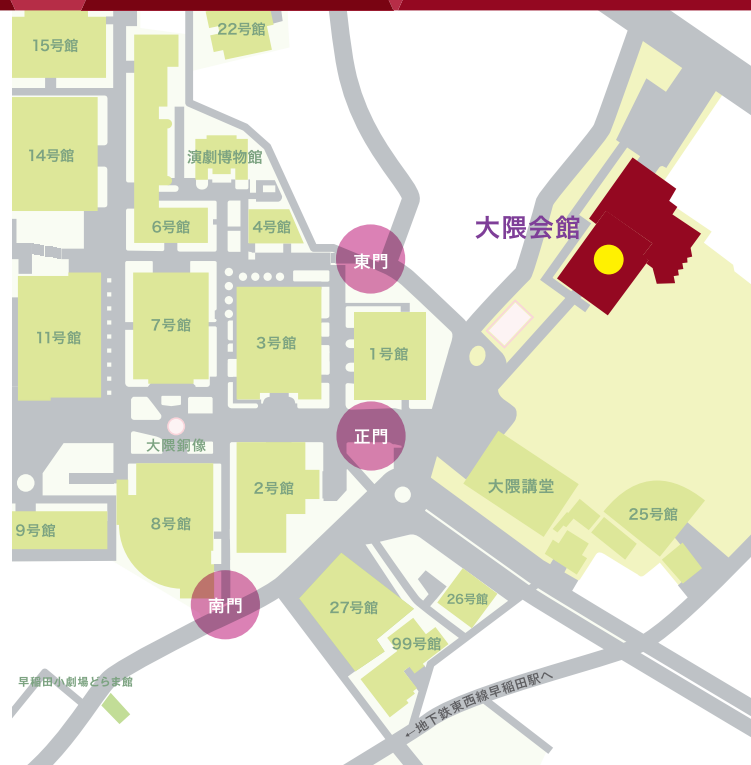 22号館
15号館
14号館
演劇博物館
6号館
4号館
大隈会館
東門
7号館
11号館
3号館
1号館
正門
大隈銅像
2号館
大隈講堂
25号館
8号館
9号館
南門
27号館
26号館
99号館
早稲田小劇場どらま館
←地下鉄東西線早稲田駅へ